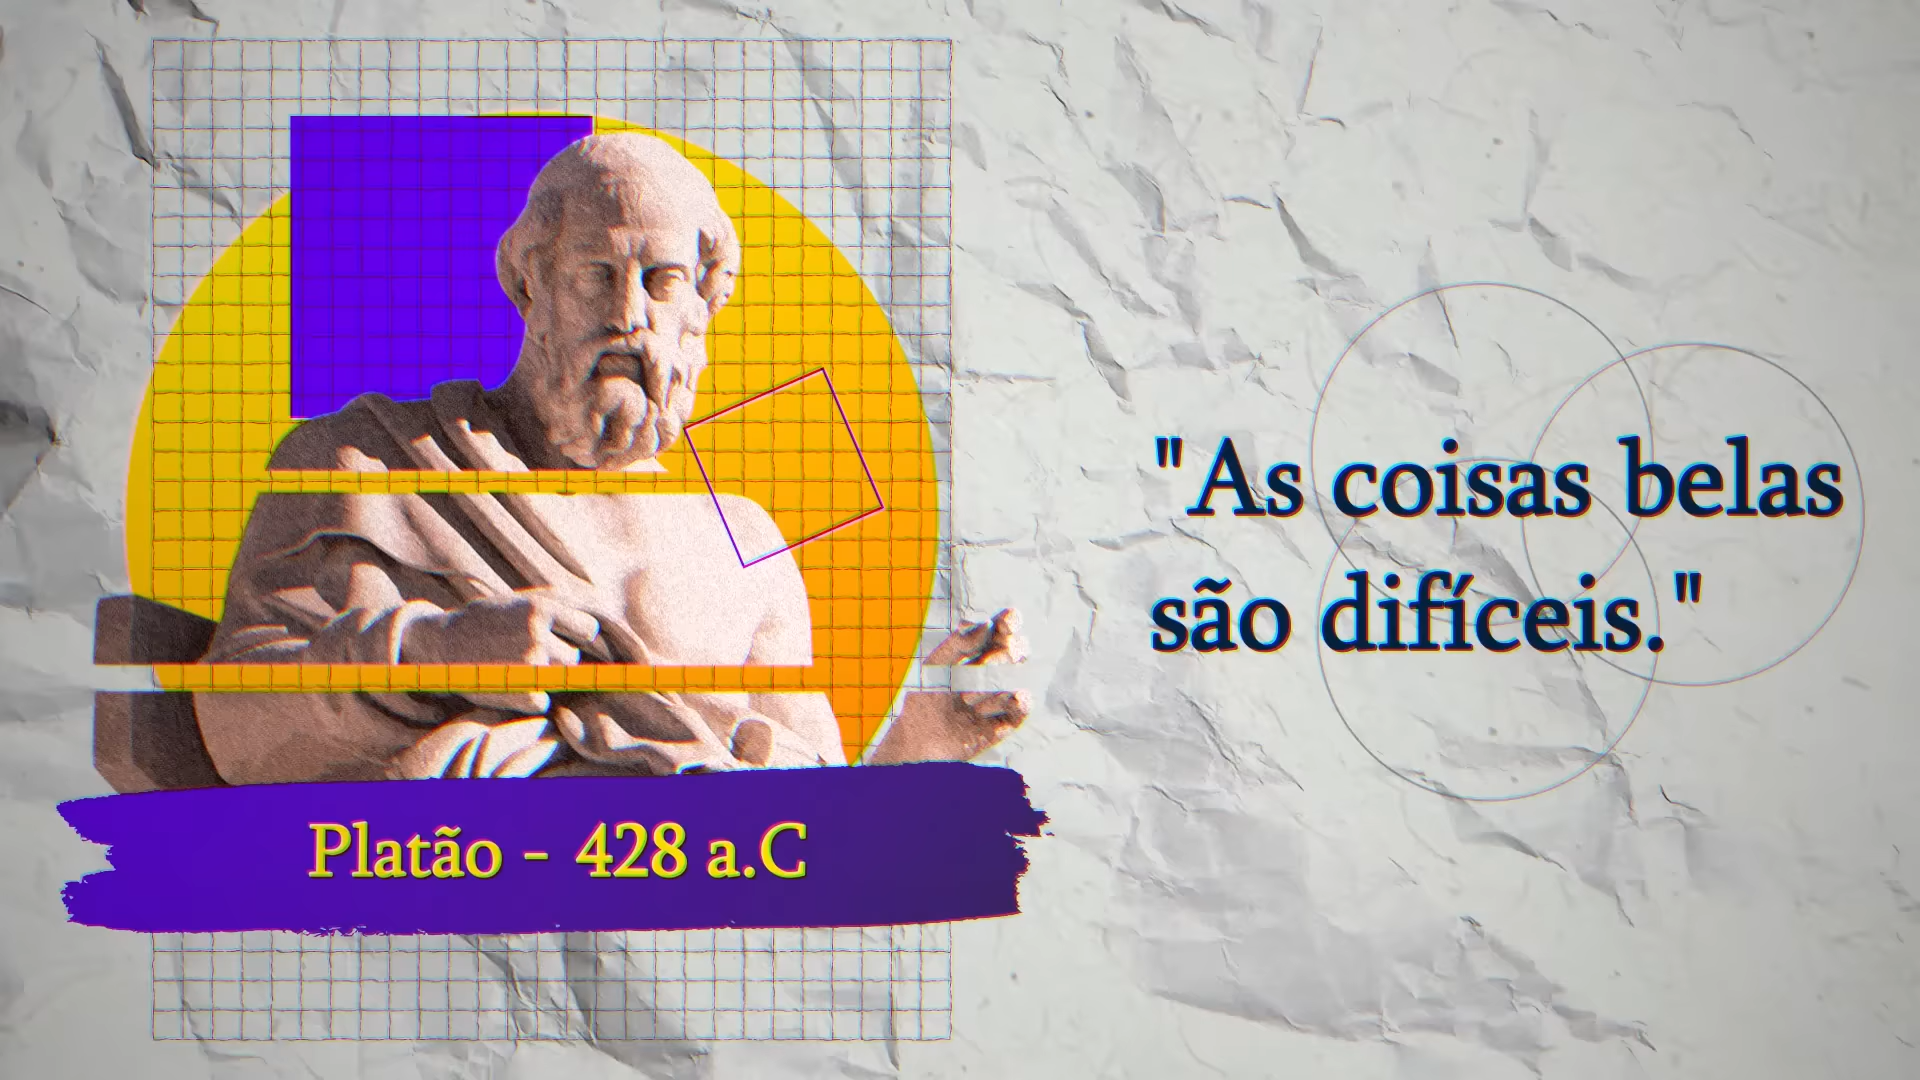 "As coisas belas
são difíceis."
Platão - 428 a.C